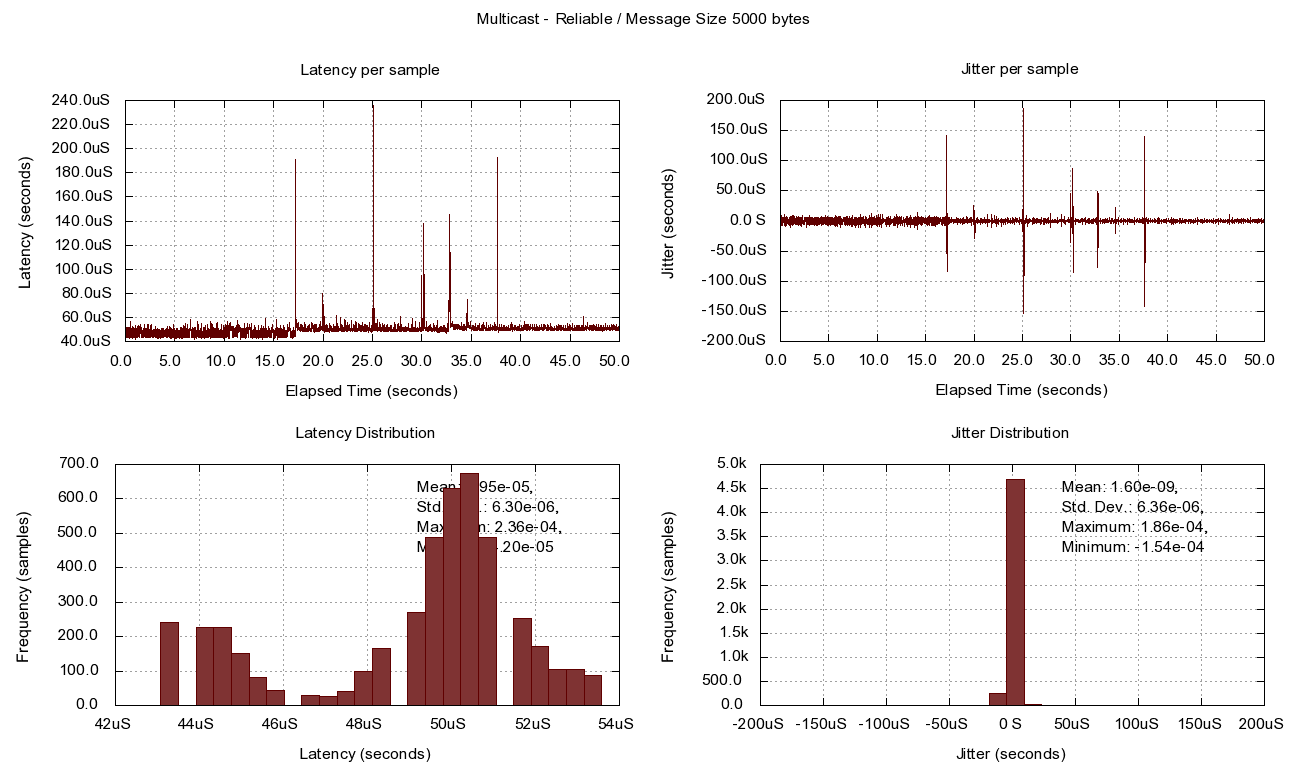 Multicast - Reliable / Message Size 5000 bytes
Latency per sample
240.0uS
220.0uS
200.0uS
180.0uS
160.0uS
140.0uS
120.0uS
100.0uS
80.0uS
60.0uS
40.0uS
Latency (seconds)
0.0 5.0 10.0 15.0 20.0 25.0 30.0 35.0 40.0 45.0 50.0
Elapsed Time (seconds)
Jitter per sample
200.0uS
150.0uS
100.0uS
50.0uS
0.0 S
-50.0uS
-100.0uS
-150.0uS
-200.0uS
Jitter (seconds)
0.0 5.0 10.0 15.0 20.0 25.0 30.0 35.0 40.0 45.0 50.0
Elapsed Time (seconds)
Latency Distribution
700.0
600.0
500.0
400.0
300.0
200.0
100.0
0.0
Frequency (samples)
Mean: 95e-05,
Std .: 6.30e-06,
2.36e-04,
.20e-05
42uS 44uS 46uS 48uS 50uS 52uS 54uS
Latency (seconds)
Jitter Distribution
5.0k
4.5k
4.0k
3.5k
3.0k
2.5k
2.0k
1.5k
1.0k
500.0
0.0
Frequency (samples)
Mean: 1.60e-09,
Std. Dev.: 6.36e-06,
Maximum: 1.86e-04,
Minimum: -1.54e-04
-200uS -150uS -100uS -50uS 0 S 50uS 100uS 150uS 200uS
Jitter (seconds)